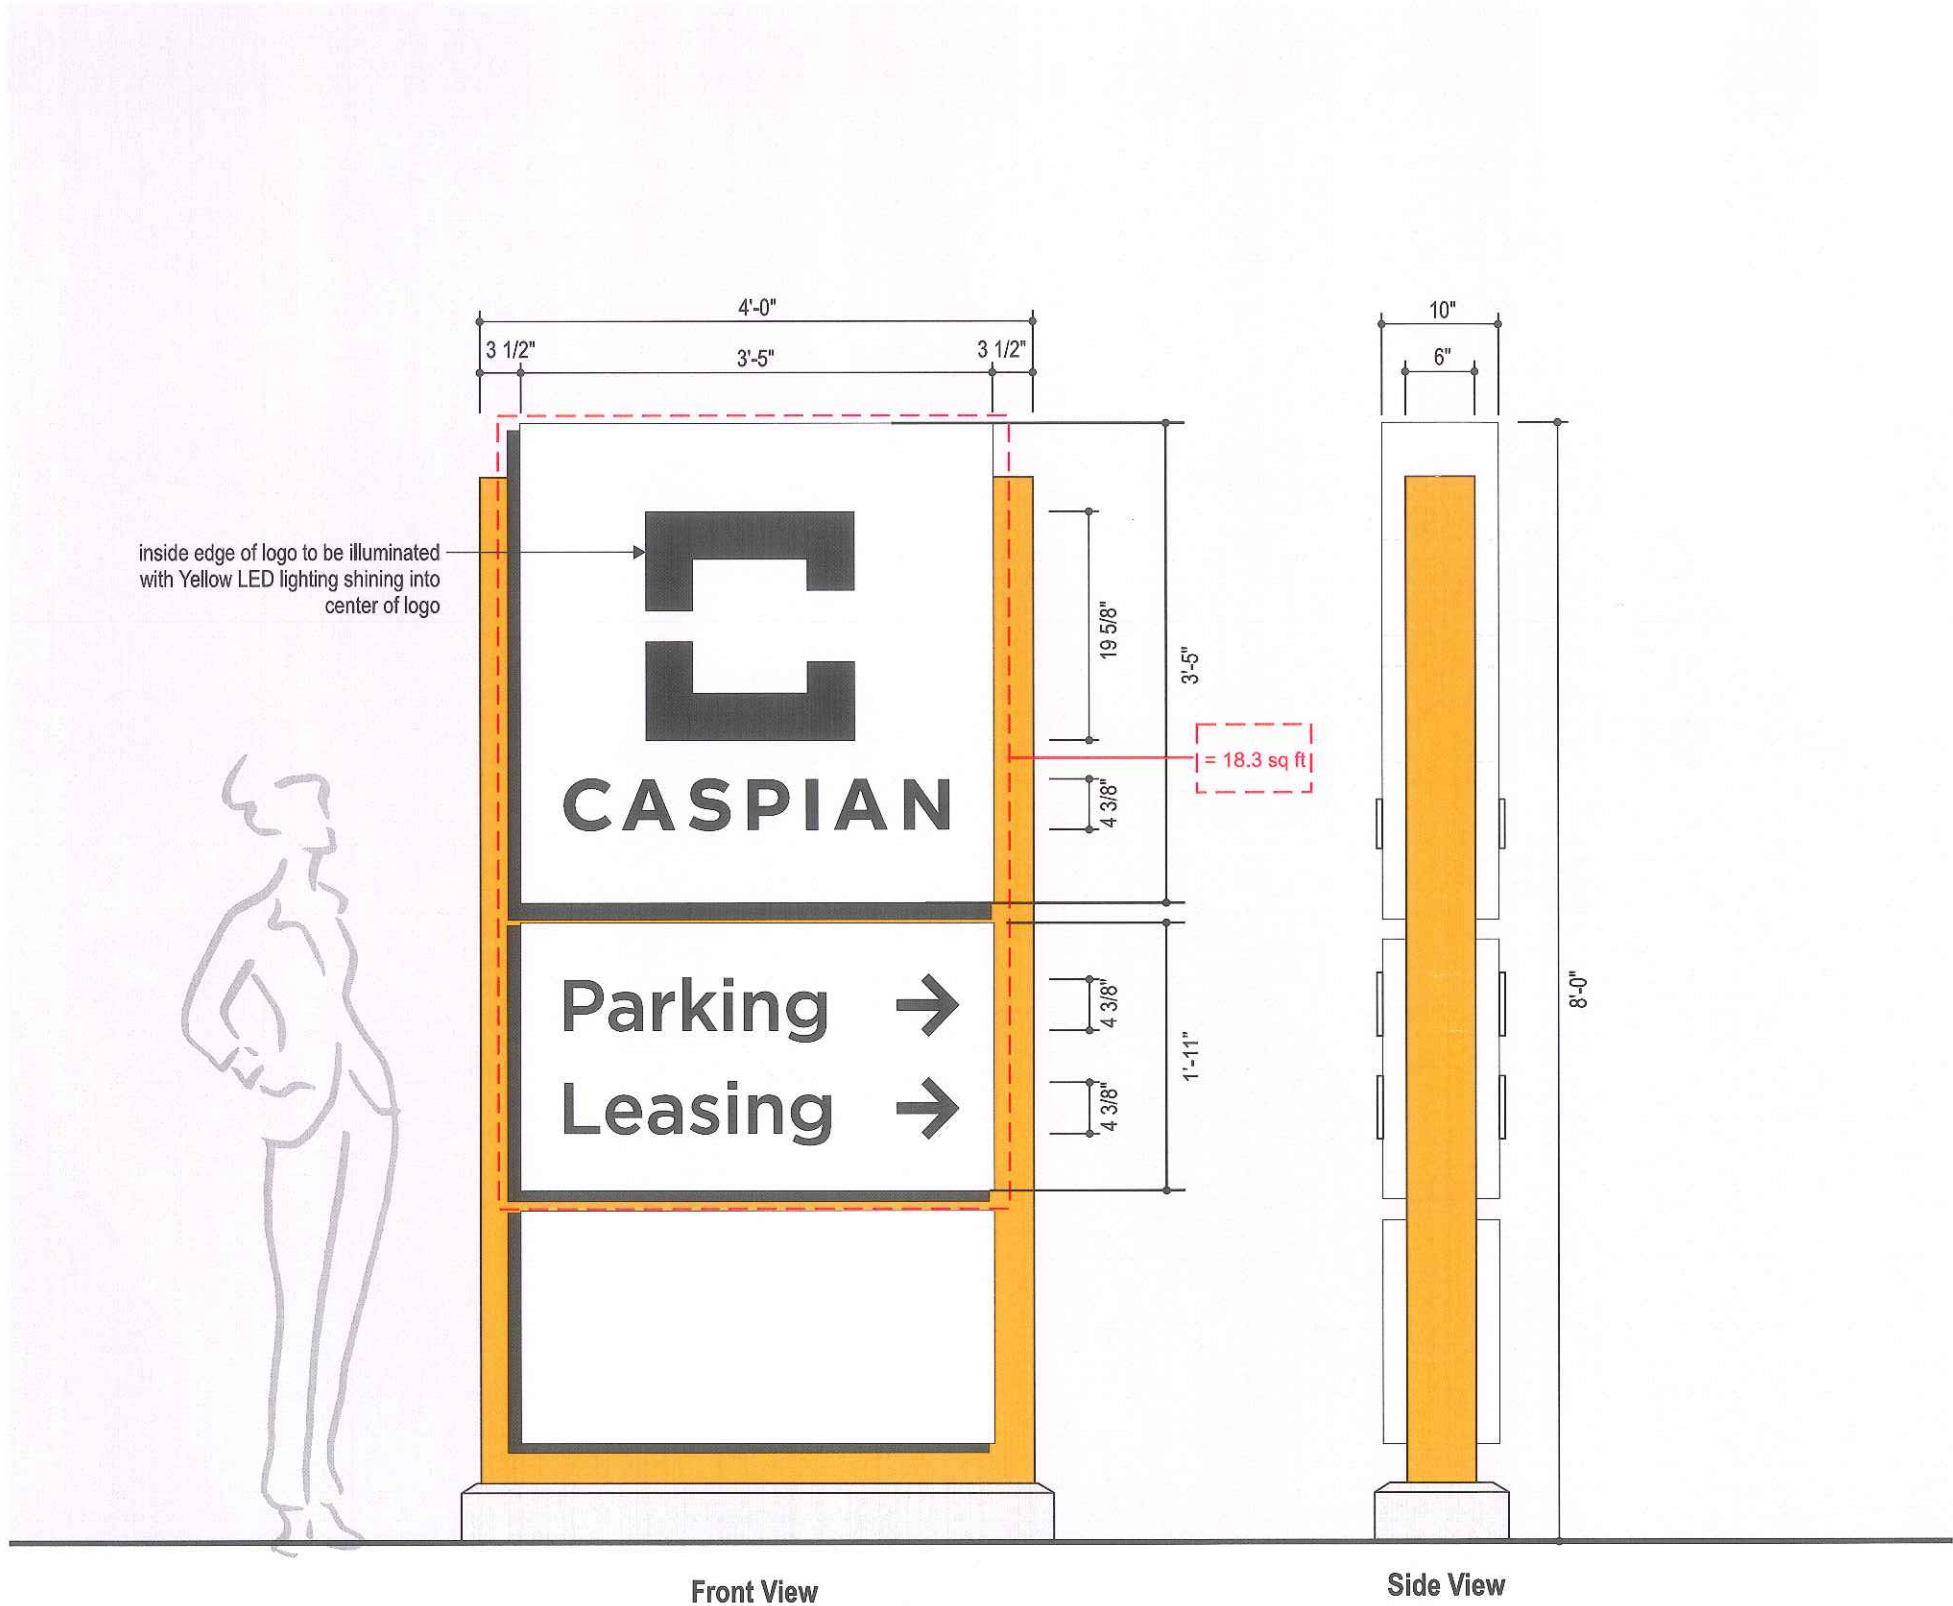 4'-0"
10"
3 1/2"
3'-5"
3 1/2"
6"
inside edge of logo to be illuminated
with Yellow LED lighting shining into
center of logo
19 5/8"
3'-5"
= 18.3 sq ft
CASPIAN
4 3/8"
Parking →
4 3/8"
8'-0"
1'-11"
Leasing →
4 3/8"
Front View
Side View